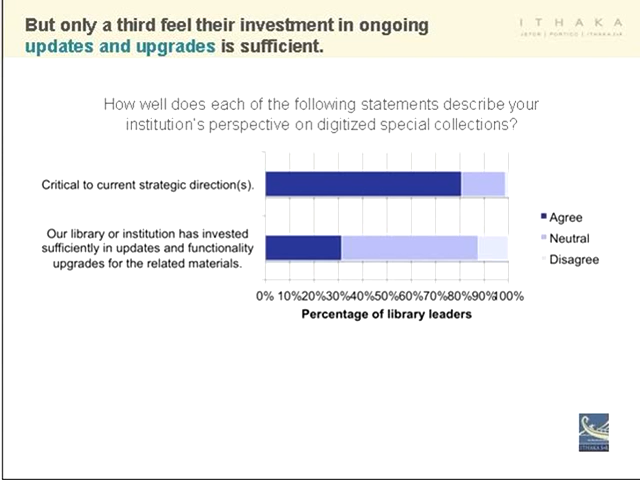 But only a third feel their investment in ongoing
updates and upgrades is sufficient.
ITHAKA
JSTOR | PORTICO | ITHAKA S+R
How well does each of the following statements describe your
institution's perspective on digitized special collections?
Critical to current strategic direction(s).
Our library or institution has invested
sufficiently in updates and functionality
upgrades for the related materials.
Agree
Neutral
Disagree
0% 10%20%30%40%50%60%70%80%90%100%
Percentage of library leaders
ITHAKA S+R